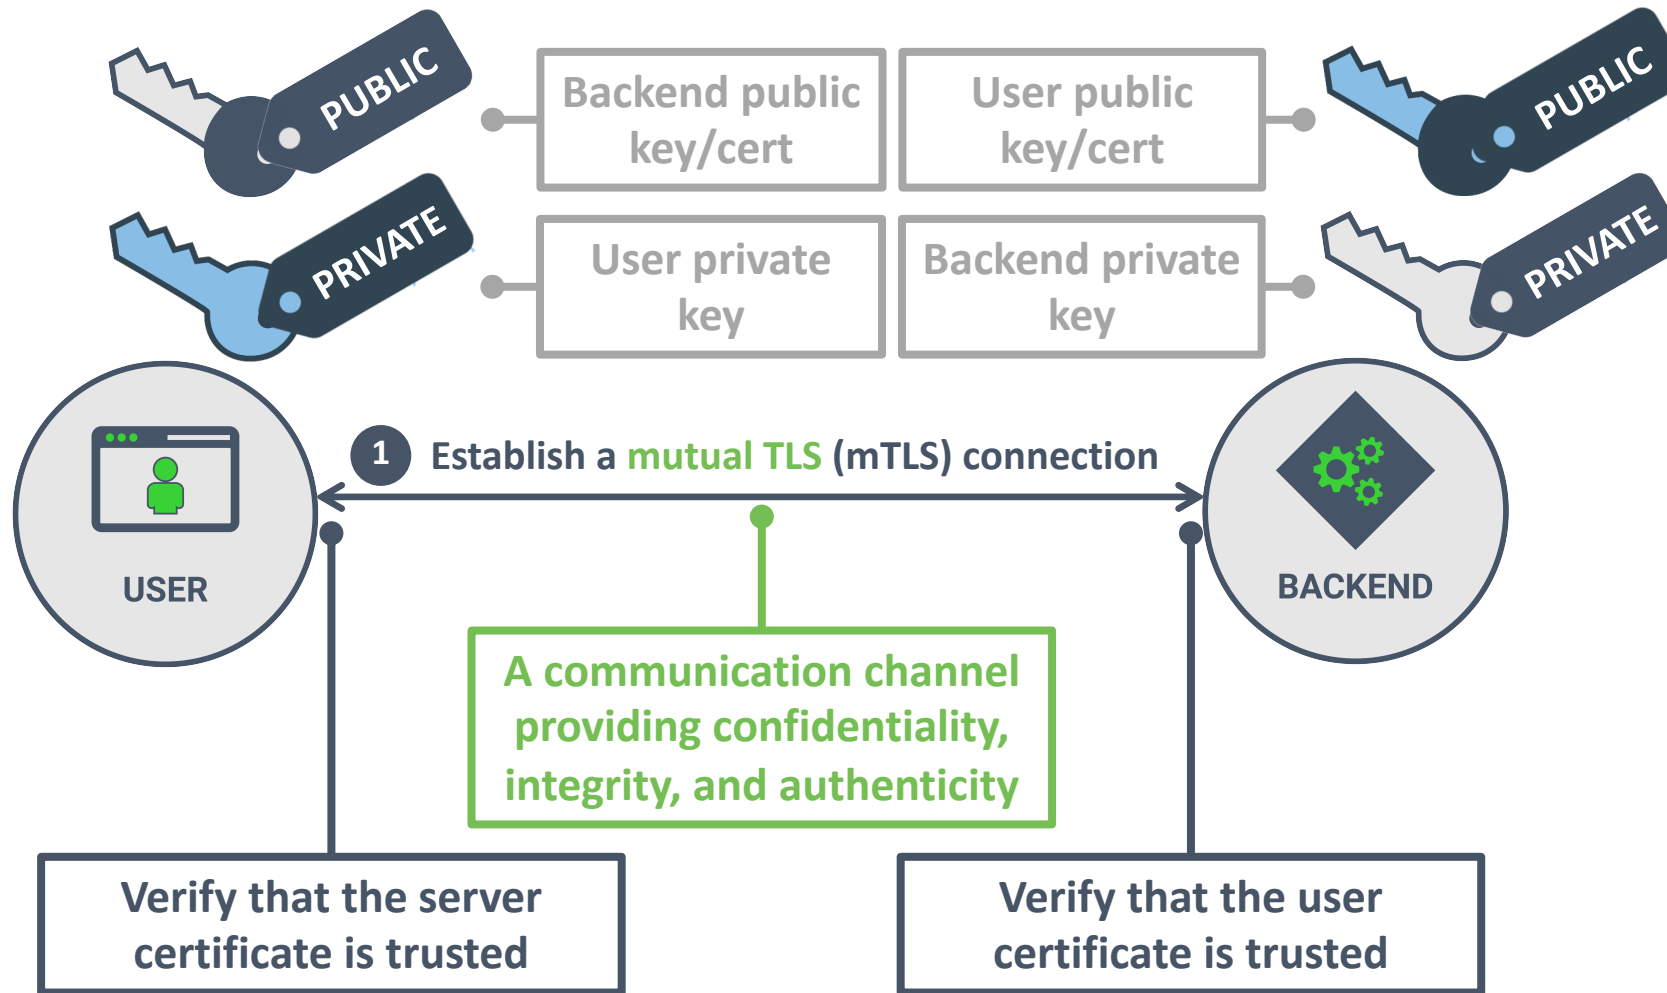 PUBLIC
Backend public
key/cert
User public
key/cert
PUBLIC
PRIVATE
User private
key
Backend private
key
PRIVATE
1 Establish a mutual TLS (mTLS) connection
USER
BACKEND
A communication channel
providing confidentiality,
integrity, and authenticity
Verify that the server
certificate is trusted
Verify that the user
certificate is trusted